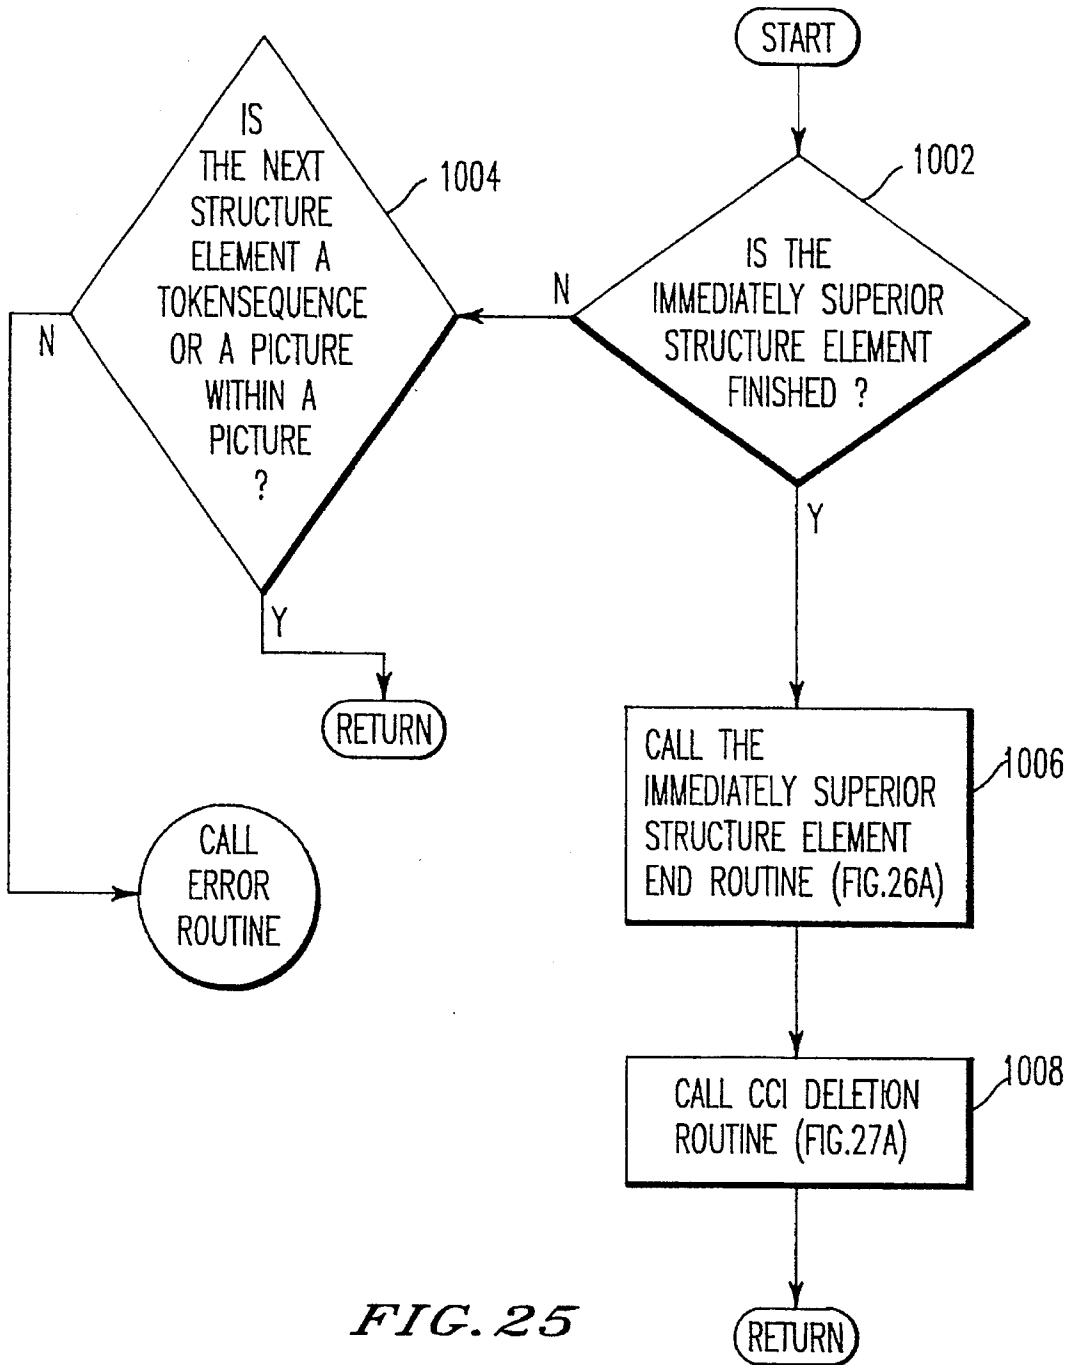 START
1002
IS THE
IMMEDIATELY SUPERIOR
STRUCTURE ELEMENT
FINISHED ?
N
Y
1004
IS
THE NEXT
STRUCTURE
ELEMENT A
TOKENSEQUENCE
OR A PICTURE
WITHIN A
PICTURE
?
N
Y
RETURN
CALL
ERROR
ROUTINE
1006
CALL THE
IMMEDIATELY SUPERIOR
STRUCTURE ELEMENT
END ROUTINE (FIG.26A)
1008
CALL CCI DELETION
ROUTINE (FIG.27A)
RETURN
FIG. 25